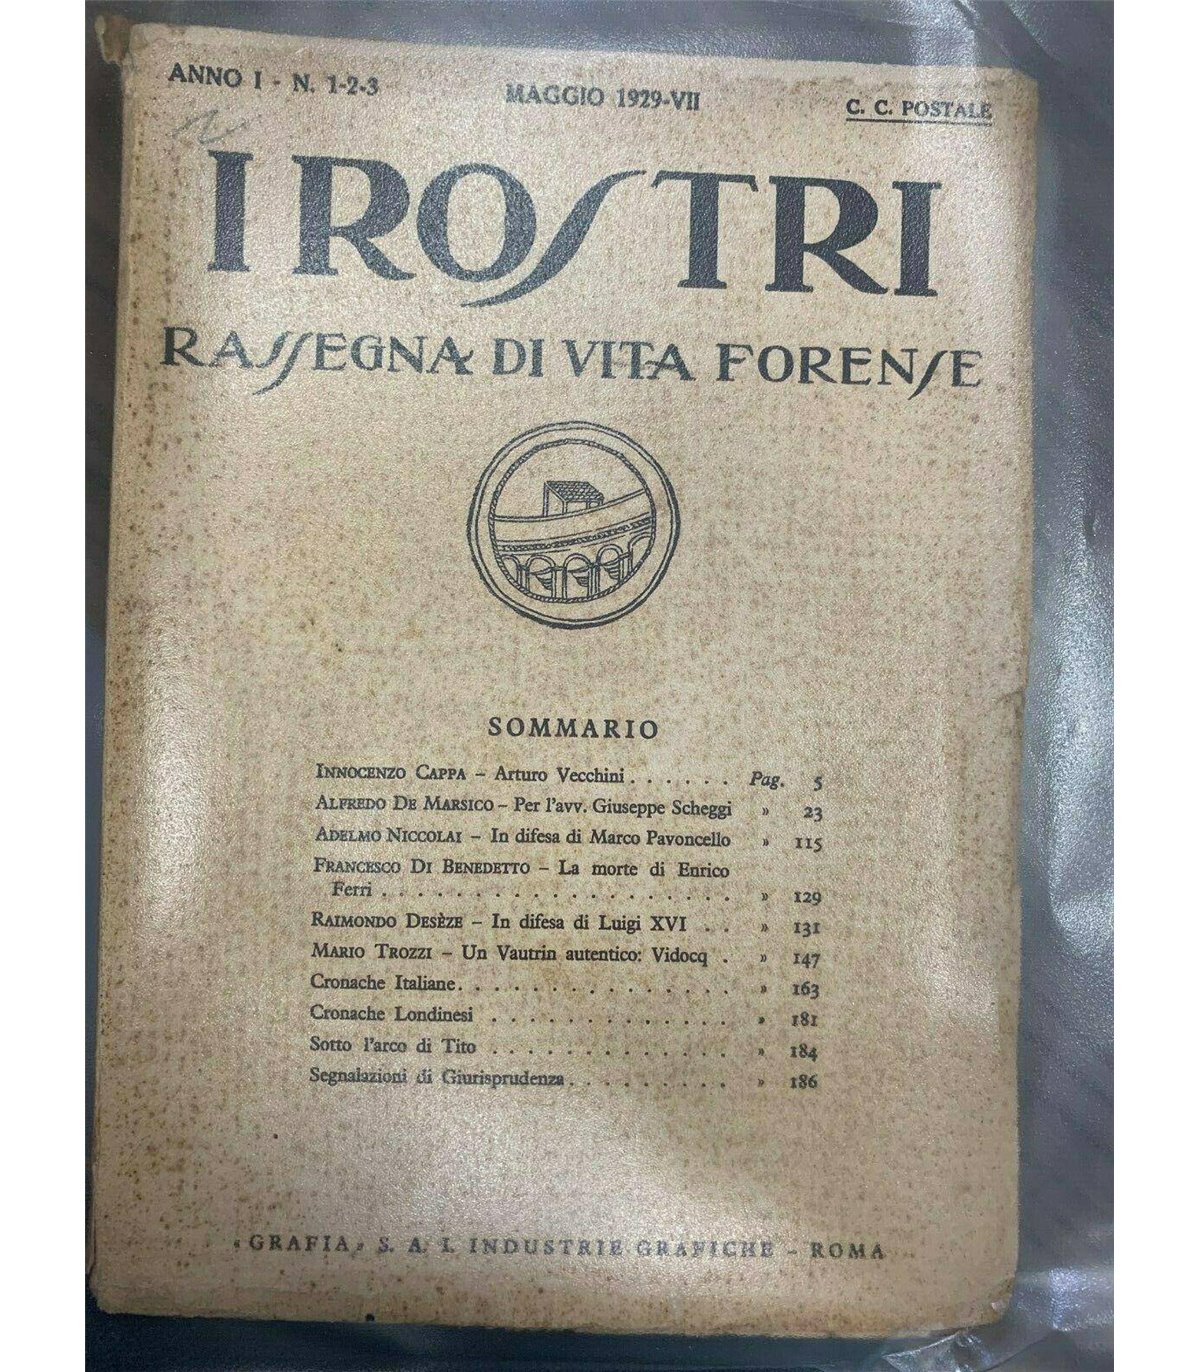 ANNO I - N. 1-2-3 MAGGIO 1929-VII C. C. POSTALE
I ROSTRI
RASSEGNA DI VITA FORENSE
SOMMARIO
INNOCENZO CAPPA – Arturo Vecchini . . . . . . Pag. 5
ALFREDO DE MARSICO – Per l'avv. Giuseppe Scheggi » 23
ADELMO NICCOLAI – In difesa di Marco Pavoncello » 115
FRANCESCO DI BENEDETTO – La morte di Enrico
Ferri . . . . . . . . . . . . . . . . . . . » 129
RAIMONDO DESÈZE – In difesa di Luigi XVI . . » 131
MARIO TROZZI – Un Vautrin autentico: Vidocq . » 147
Cronache Italiane . . . . . . . . . . . . . . . » 163
Cronache Londinesi . . . . . . . . . . . . . » 181
Sotto l'arco di Tito . . . . . . . . . . . . . » 184
Segnalazioni di Giurisprudenza . . . . . . . . . » 186
«GRAFIA» S. A. I. INDUSTRIE GRAFICHE – ROMA